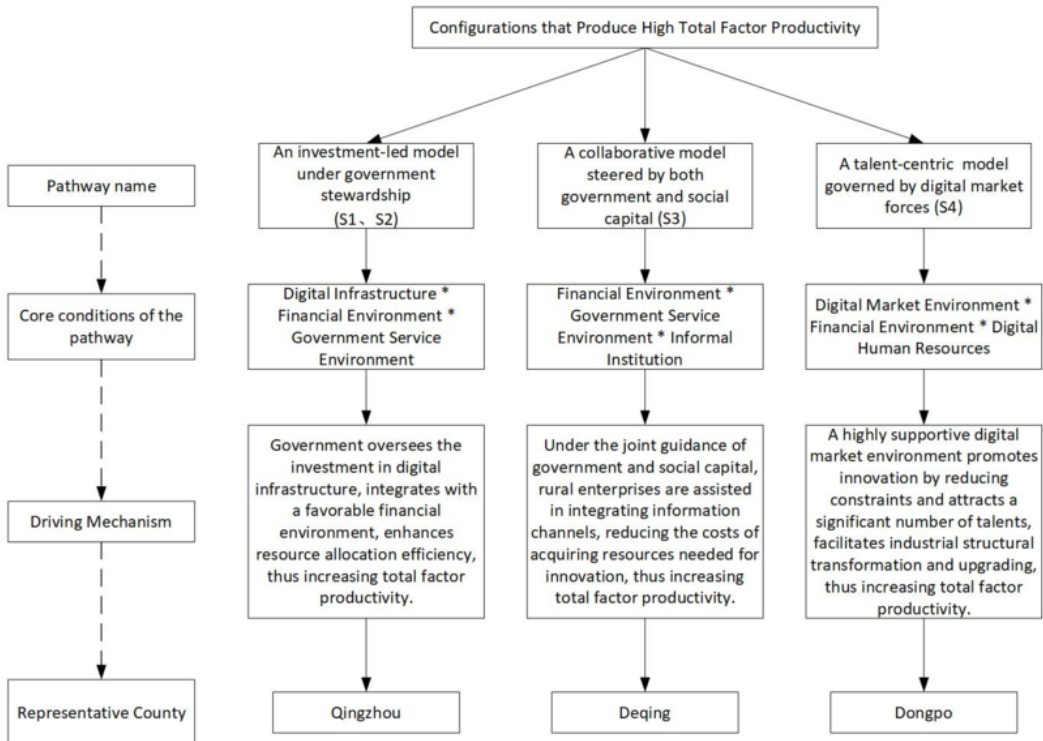 Configurations that Produce High Total Factor Productivity
Pathway name
An investment-led model
under government
stewardship
(S1、S2)
A collaborative model
steered by both
government and social
capital (S3)
A talent-centric model
governed by digital market
forces (S4)
Core conditions of the
pathway
Digital Infrastructure *
Financial Environment *
Government Service
Environment
Financial Environment *
Government Service
Environment * Informal
Institution
Digital Market Environment *
Financial Environment * Digital
Human Resources
Driving Mechanism
Government oversees the
investment in digital
infrastructure, integrates with
a favorable financial
environment, enhances
resource allocation efficiency,
thus increasing total factor
productivity.
Under the joint guidance of
government and social capital,
rural enterprises are assisted
in integrating information
channels, reducing the costs of
acquiring resources needed for
innovation, thus increasing
total factor productivity.
A highly supportive digital
market environment promotes
innovation by reducing
constraints and attracts a
significant number of talents,
facilitates industrial structural
transformation and upgrading,
thus increasing total factor
productivity.
Representative County
Qingzhou
Deqing
Dongpo